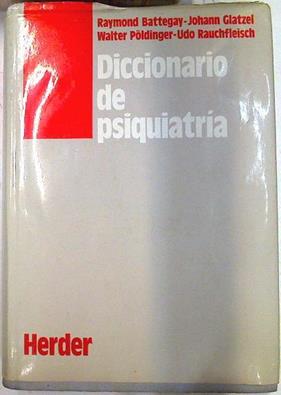 Raymond Battegay-Johann Glatzel
Walter Pöldinger-Udo Rauchfleisch
Diccionario
de
psiquiatría
Herder